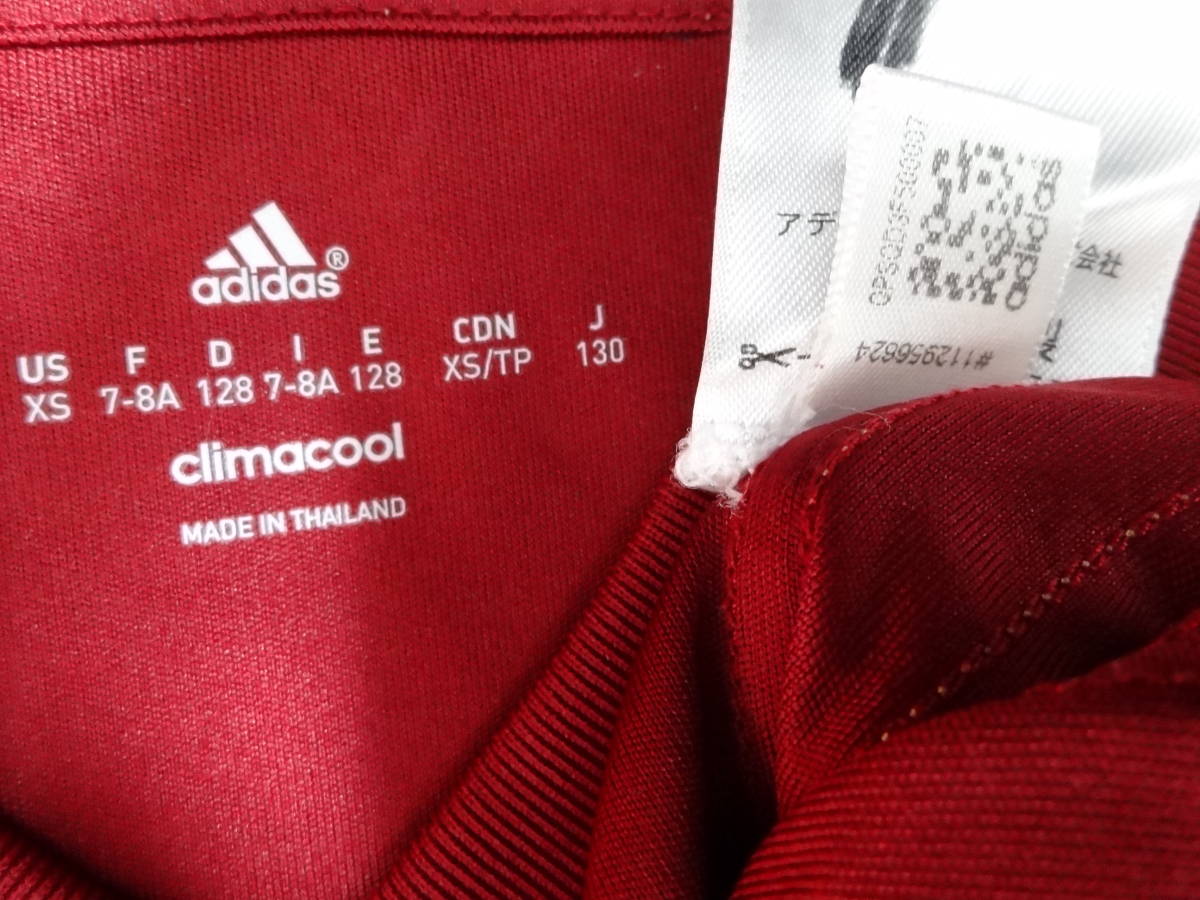 adidas®
US F D I E CDN J
XS 7-8A 128 7-8A 128 XS/TP 130
climacool
MADE IN THAILAND
アデ
会社
adidas
#112956624